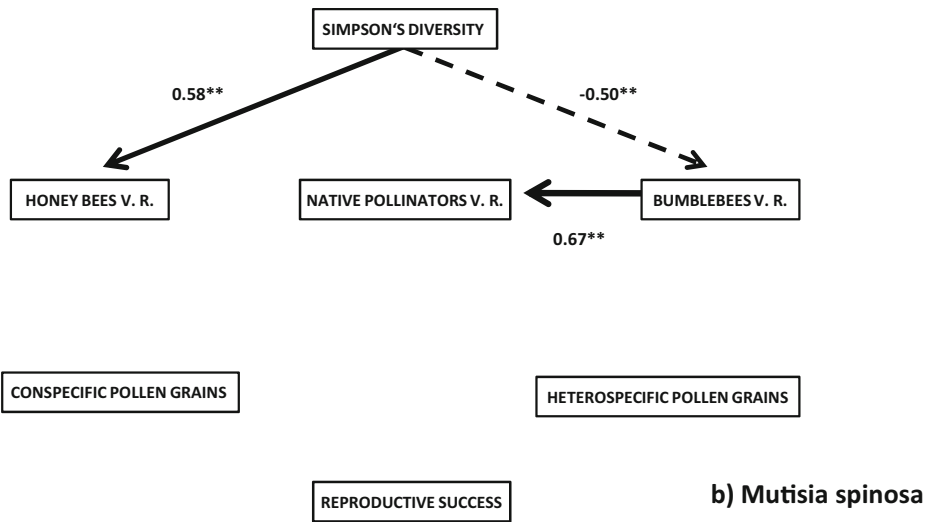 SIMPSON‘S DIVERSITY
0.58**
-0.50**
HONEY BEES V. R.
NATIVE POLLINATORS V. R.
BUMBLEBEES V. R.
0.67**
CONSPECIFIC POLLEN GRAINS
HETEROSPECIFIC POLLEN GRAINS
REPRODUCTIVE SUCCESS
b) Mutisia spinosa